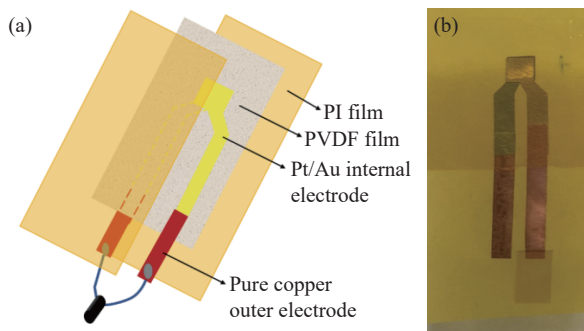 (a)
PI film
PVDF film
Pt/Au internal
electrode
Pure copper
outer electrode
(b)